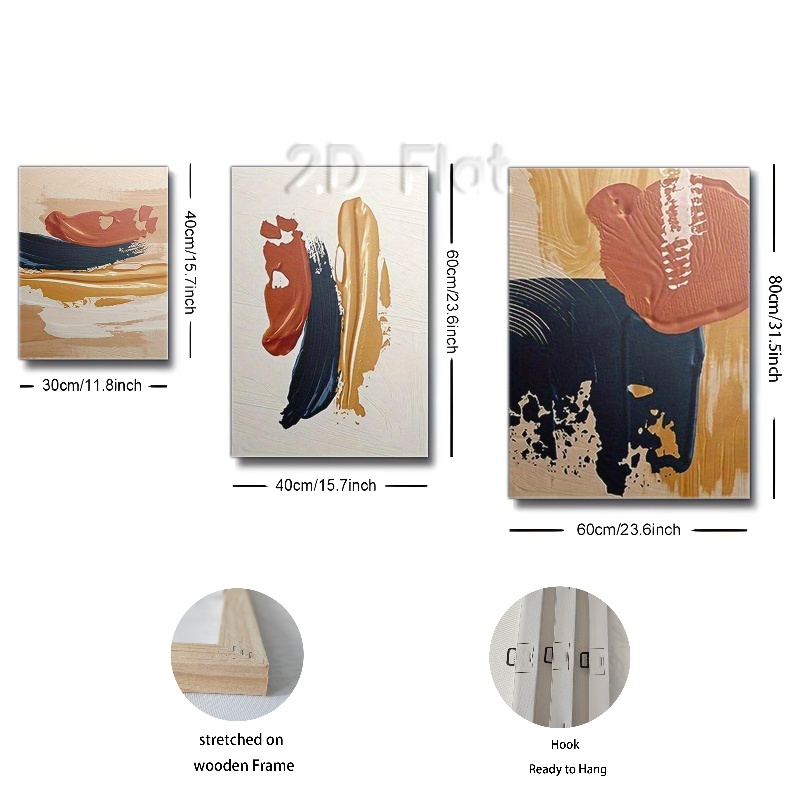 2D Flat
40cm/15.7inch
60cm/23.6inch
80cm/31.5inch
30cm/11.8inch
40cm/15.7inch
60cm/23.6inch
stretched on
wooden Frame
Hook
Ready to Hang